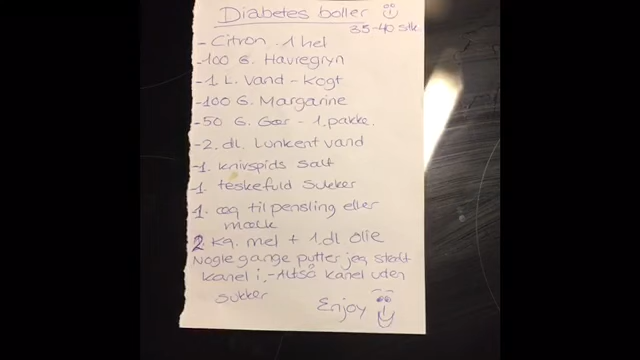 Diabetes boller
35-40 stk.
- Citron 1 hel
-100 G. Havregryn
-1 L. Vand - Kogt
-100 G. Margarine
-50 G. Gær - 1. pakke.
-2. dl. Lunkent vand
-1. knivspids salt
-1. teskefuld sukker
1. æg til pensling eller
mælk
2 kg. mel + 1.dl olie
Nogle gange putter jeg stødt
kanel i,- Altså kanel uden
sukker
Enjoy